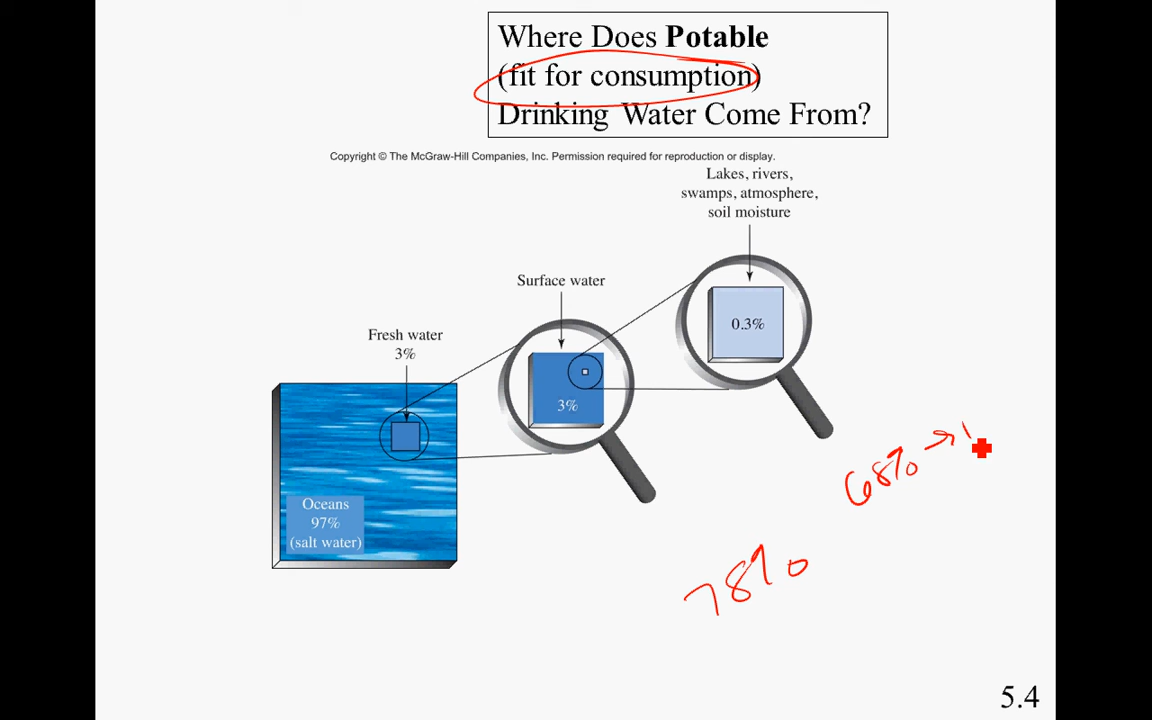 Where Does Potable
(fit for consumption)
Drinking Water Come From?
Copyright © The McGraw-Hill Companies, Inc. Permission required for reproduction or display.
Lakes, rivers,
swamps, atmosphere,
soil moisture
Surface water
0.3%
Fresh water
3%
3%
Oceans
97%
(salt water)
68% →
78%
5.4